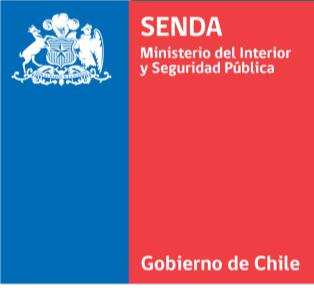 SENDA
Ministerio del Interior
y Seguridad Pública
Gobierno de Chile